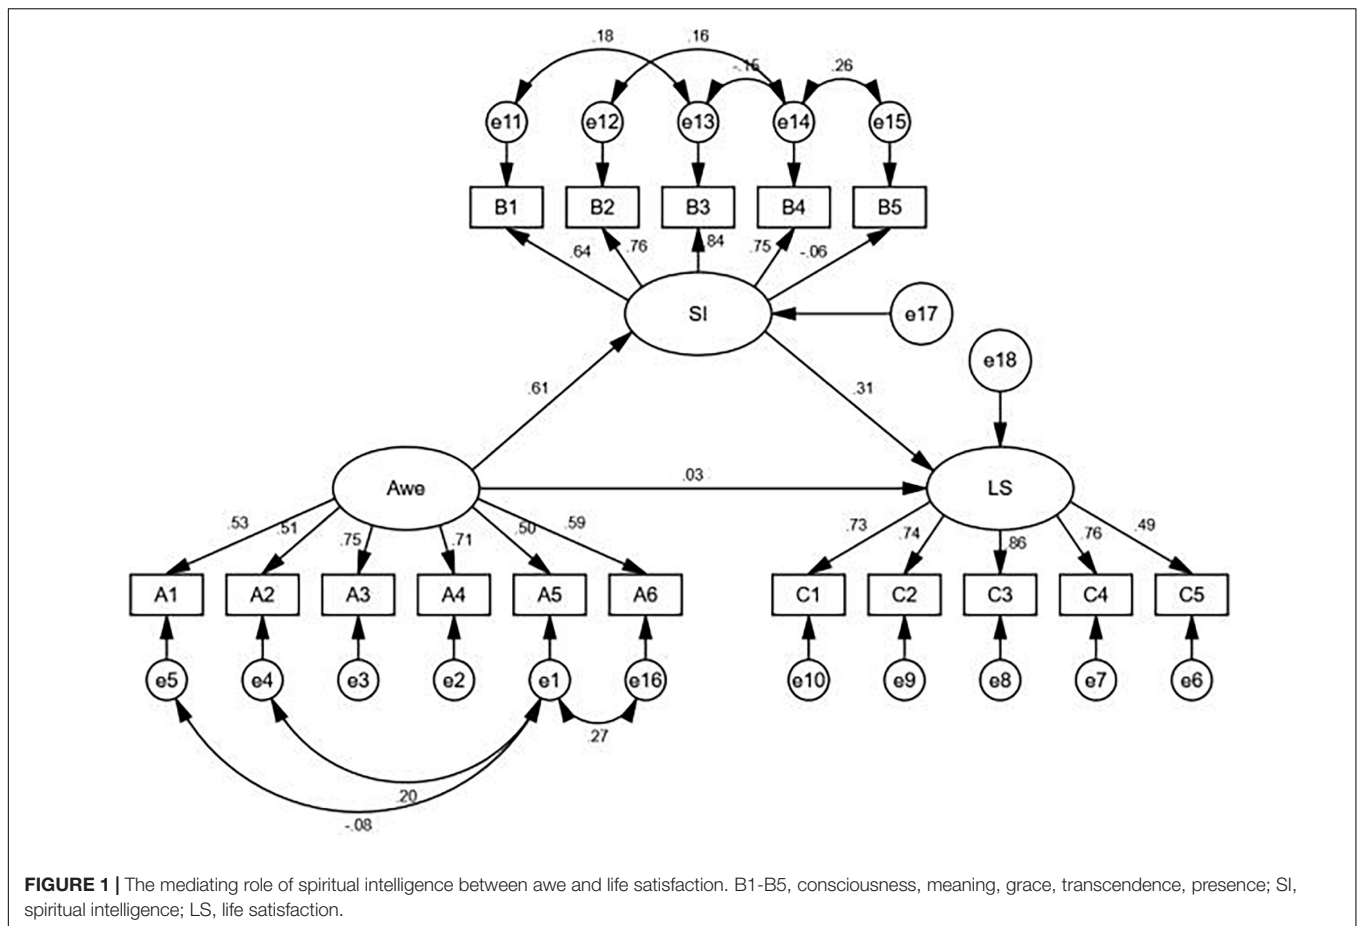 .18 .16
-.15 .26
e11 e12 e13 e14 e15
B1 B2 B3 B4 B5
.64 .76 .84 .75 -.06
SI e17
e18
.61 .31
Awe .03 LS
.53 .51 .75 .71 .50 .59 .73 .74 .86 .76 .49
A1 A2 A3 A4 A5 A6 C1 C2 C3 C4 C5
e5 e4 e3 e2 e1 e16 e10 e9 e8 e7 e6
.27
.20
-.08
FIGURE 1 | The mediating role of spiritual intelligence between awe and life satisfaction. B1-B5, consciousness, meaning, grace, transcendence, presence; SI,
spiritual intelligence; LS, life satisfaction.